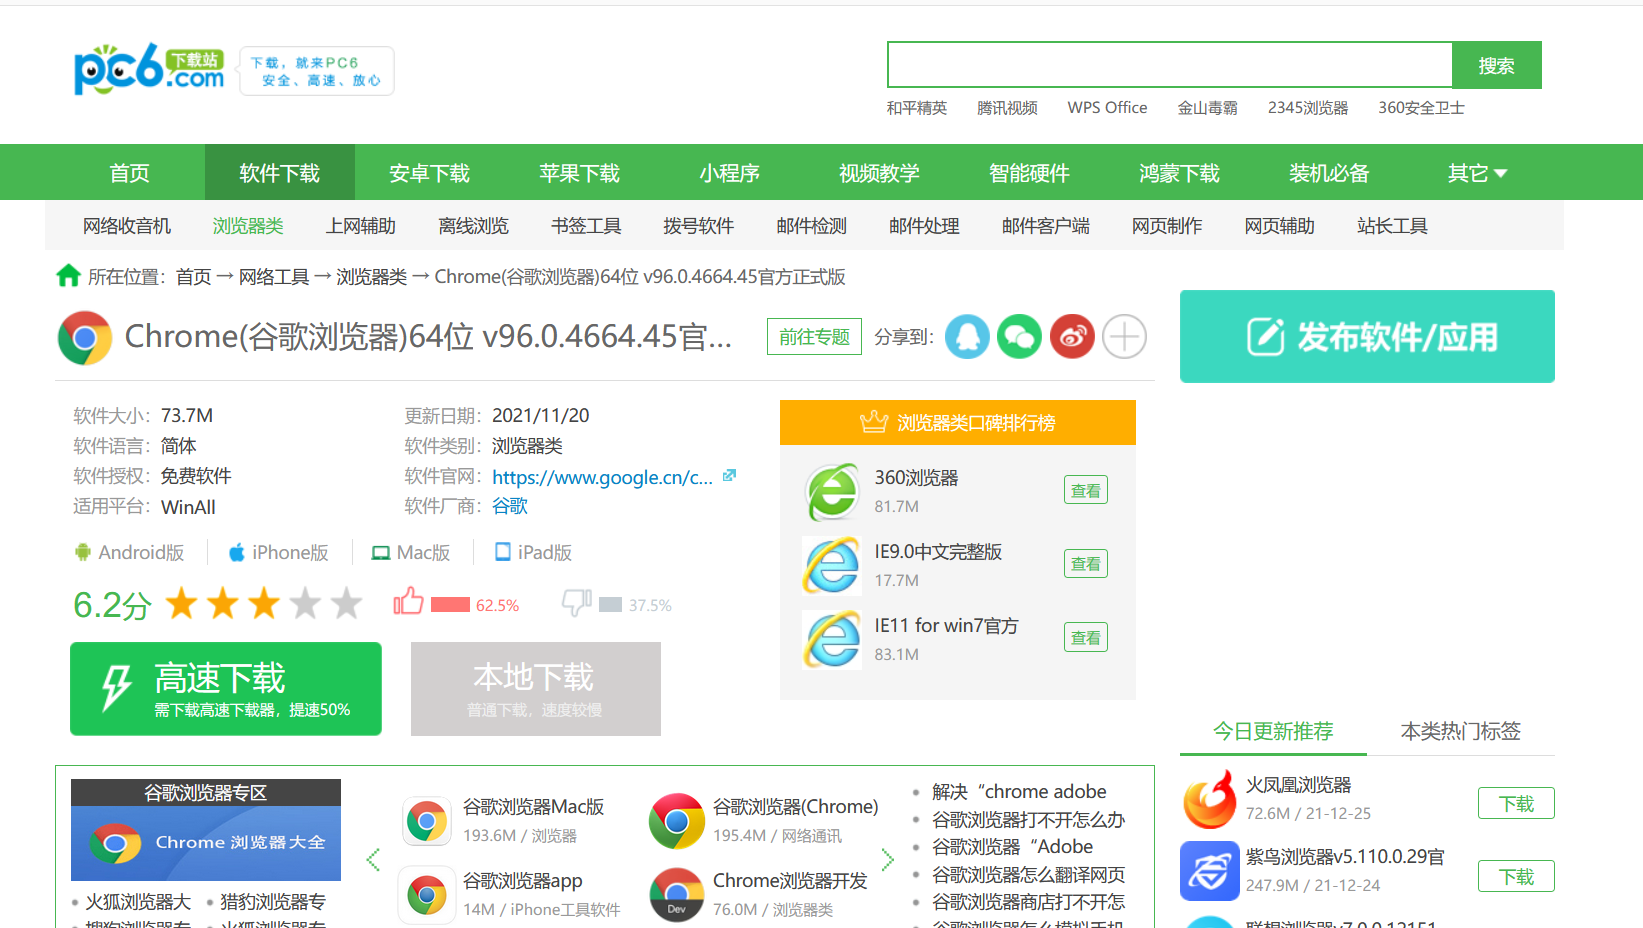 pc6下载站.com
下载，就来PC6
安全、高速、放心
搜索
和平精英 腾讯视频 WPS Office 金山毒霸 2345浏览器 360安全卫士
首页 软件下载 安卓下载 苹果下载 小程序 视频教学 智能硬件 鸿蒙下载 装机必备 其它
网络收音机 浏览器类 上网辅助 离线浏览 书签工具 拨号软件 邮件检测 邮件处理 邮件客户端 网页制作 网页辅助 站长工具
所在位置：首页 → 网络工具 → 浏览器类 → Chrome(谷歌浏览器)64位 v96.0.4664.45官方正式版
Chrome(谷歌浏览器)64位 v96.0.4664.45官...
前往专题
分享到：
发布软件/应用
软件大小：73.7M
更新日期：2021/11/20
软件语言：简体
软件类别：浏览器类
软件授权：免费软件
软件官网：https://www.google.cn/c...
适用平台：WinAll
软件厂商：谷歌
Android版 iPhone版 Mac版 iPad版
6.2分
62.5%
37.5%
高速下载
需下载高速下载器，提速50%
本地下载
普通下载，速度较慢
浏览器类口碑排行榜
360浏览器
81.7M
查看
IE9.0中文完整版
17.7M
查看
IE11 for win7官方
83.1M
查看
今日更新推荐 本类热门标签
火凤凰浏览器
72.6M / 21-12-25
下载
紫鸟浏览器v5.110.0.29官
247.9M / 21-12-24
下载
联想浏览器v7.0.0.12151
谷歌浏览器专区
Chrome 浏览器大全
火狐浏览器大 猎豹浏览器专
搜狗浏览器专 火狐浏览器专
谷歌浏览器Mac版
193.6M / 浏览器
谷歌浏览器(Chrome)
195.4M / 网络通讯
谷歌浏览器app
14M / iPhone工具软件
Dev
Chrome浏览器开发
76.0M / 浏览器类
解决“chrome adobe
谷歌浏览器打不开怎么办
谷歌浏览器“Adobe
谷歌浏览器怎么翻译网页
谷歌浏览器商店打不开怎
谷歌浏览器怎么模拟手机